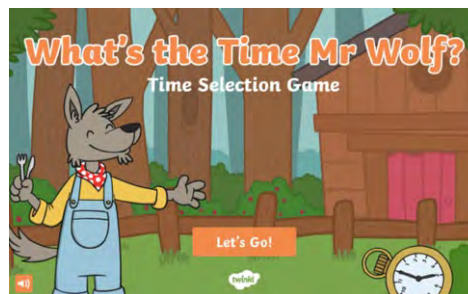 What's the Time Mr Wolf?
Time Selection Game
Let's Go!
twinkl